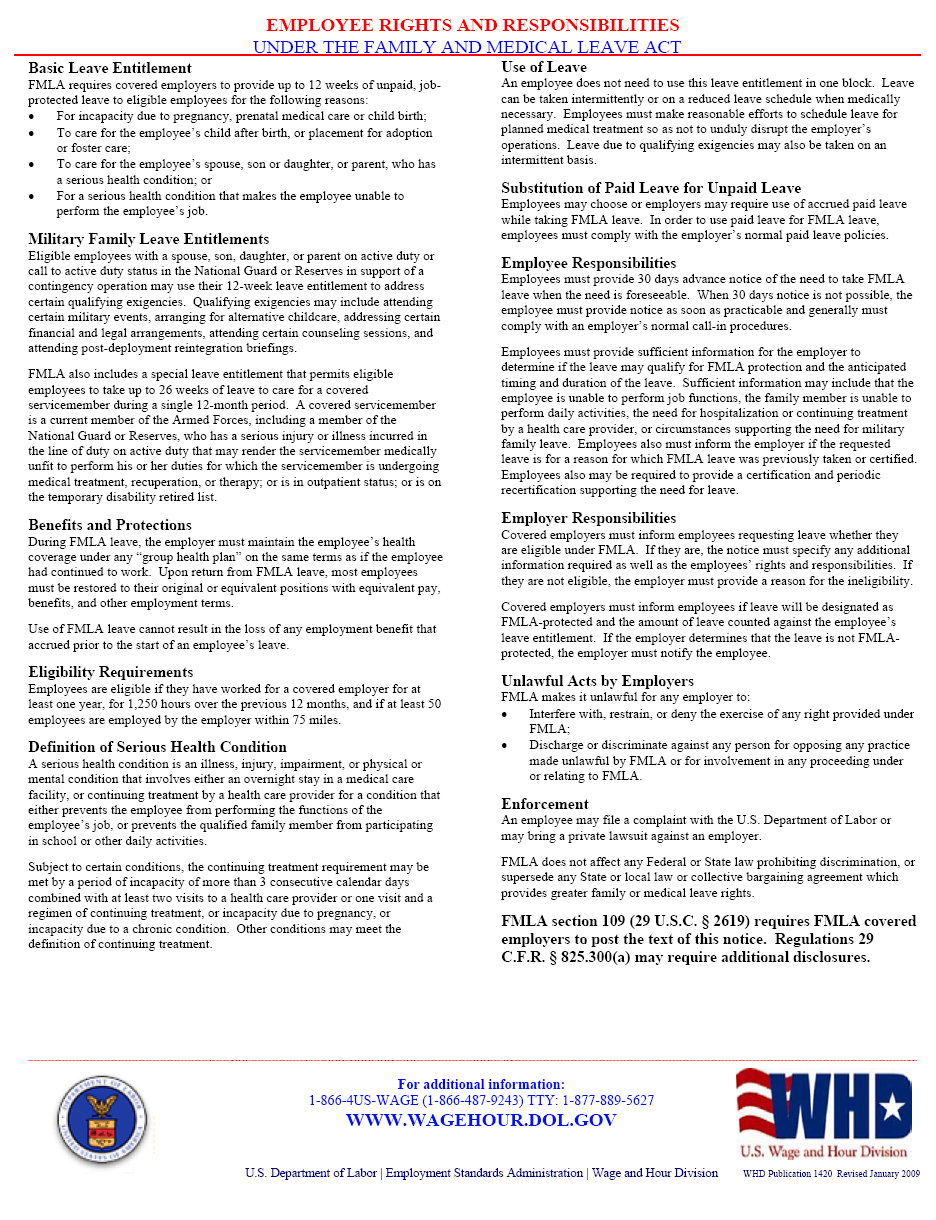 EMPLOYEE RIGHTS AND RESPONSIBILITIES
UNDER THE FAMILY AND MEDICAL LEAVE ACT
Basic Leave Entitlement
FMLA requires covered employers to provide up to 12 weeks of unpaid, job-
protected leave to eligible employees for the following reasons:
• For incapacity due to pregnancy, prenatal medical care or child birth;
• To care for the employee's child after birth, or placement for adoption
or foster care;
• To care for the employee's spouse, son or daughter, or parent, who has
a serious health condition; or
• For a serious health condition that makes the employee unable to
perform the employee's job.
Military Family Leave Entitlements
Eligible employees with a spouse, son, daughter, or parent on active duty or
call to active duty status in the National Guard or Reserves in support of a
contingency operation may use their 12-week leave entitlement to address
certain qualifying exigencies.  Qualifying exigencies may include attending
certain military events, arranging for alternative childcare, addressing certain
financial and legal arrangements, attending certain counseling sessions, and
attending post-deployment reintegration briefings.
FMLA also includes a special leave entitlement that permits eligible
employees to take up to 26 weeks of leave to care for a covered
servicemember during a single 12-month period.  A covered servicemember
is a current member of the Armed Forces, including a member of the
National Guard or Reserves, who has a serious injury or illness incurred in
the line of duty on active duty that may render the servicemember medically
unfit to perform his or her duties for which the servicemember is undergoing
medical treatment, recuperation, or therapy; or is in outpatient status; or is on
the temporary disability retired list.
Benefits and Protections
During FMLA leave, the employer must maintain the employee's health
coverage under any “group health plan” on the same terms as if the employee
had continued to work.  Upon return from FMLA leave, most employees
must be restored to their original or equivalent positions with equivalent pay,
benefits, and other employment terms.
Use of FMLA leave cannot result in the loss of any employment benefit that
accrued prior to the start of an employee's leave.
Eligibility Requirements
Employees are eligible if they have worked for a covered employer for at
least one year, for 1,250 hours over the previous 12 months, and if at least 50
employees are employed by the employer within 75 miles.
Definition of Serious Health Condition
A serious health condition is an illness, injury, impairment, or physical or
mental condition that involves either an overnight stay in a medical care
facility, or continuing treatment by a health care provider for a condition that
either prevents the employee from performing the functions of the
employee's job, or prevents the qualified family member from participating
in school or other daily activities.
Subject to certain conditions, the continuing treatment requirement may be
met by a period of incapacity of more than 3 consecutive calendar days
combined with at least two visits to a health care provider or one visit and a
regimen of continuing treatment, or incapacity due to pregnancy, or
incapacity due to a chronic condition.  Other conditions may meet the
definition of continuing treatment.
Use of Leave
An employee does not need to use this leave entitlement in one block.  Leave
can be taken intermittently or on a reduced leave schedule when medically
necessary.  Employees must make reasonable efforts to schedule leave for
planned medical treatment so as not to unduly disrupt the employer's
operations.  Leave due to qualifying exigencies may also be taken on an
intermittent basis.
Substitution of Paid Leave for Unpaid Leave
Employees may choose or employers may require use of accrued paid leave
while taking FMLA leave.  In order to use paid leave for FMLA leave,
employees must comply with the employer's normal paid leave policies.
Employee Responsibilities
Employees must provide 30 days advance notice of the need to take FMLA
leave when the need is foreseeable.  When 30 days notice is not possible, the
employee must provide notice as soon as practicable and generally must
comply with an employer's normal call-in procedures.
Employees must provide sufficient information for the employer to
determine if the leave may qualify for FMLA protection and the anticipated
timing and duration of the leave.  Sufficient information may include that the
employee is unable to perform job functions, the family member is unable to
perform daily activities, the need for hospitalization or continuing treatment
by a health care provider, or circumstances supporting the need for military
family leave.  Employees also must inform the employer if the requested
leave is for a reason for which FMLA leave was previously taken or certified.
Employees also may be required to provide a certification and periodic
recertification supporting the need for leave.
Employer Responsibilities
Covered employers must inform employees requesting leave whether they
are eligible under FMLA.  If they are, the notice must specify any additional
information required as well as the employees' rights and responsibilities.  If
they are not eligible, the employer must provide a reason for the ineligibility.
Covered employers must inform employees if leave will be designated as
FMLA-protected and the amount of leave counted against the employee's
leave entitlement.  If the employer determines that the leave is not FMLA-
protected, the employer must notify the employee.
Unlawful Acts by Employers
FMLA makes it unlawful for any employer to:
• Interfere with, restrain, or deny the exercise of any right provided under
FMLA;
• Discharge or discriminate against any person for opposing any practice
made unlawful by FMLA or for involvement in any proceeding under
or relating to FMLA.
Enforcement
An employee may file a complaint with the U.S. Department of Labor or
may bring a private lawsuit against an employer.
FMLA does not affect any Federal or State law prohibiting discrimination, or
supersede any State or local law or collective bargaining agreement which
provides greater family or medical leave rights.
FMLA section 109 (29 U.S.C. § 2619) requires FMLA covered
employers to post the text of this notice.  Regulations 29
C.F.R. § 825.300(a) may require additional disclosures.
DEPARTMENT OF LABOR
UNITED STATES OF AMERICA
For additional information:
1-866-4US-WAGE (1-866-487-9243) TTY: 1-877-889-5627
WWW.WAGEHOUR.DOL.GOV
WHD
U.S. Wage and Hour Division
U.S. Department of Labor | Employment Standards Administration | Wage and Hour Division
WHD Publication 1420  Revised January 2009